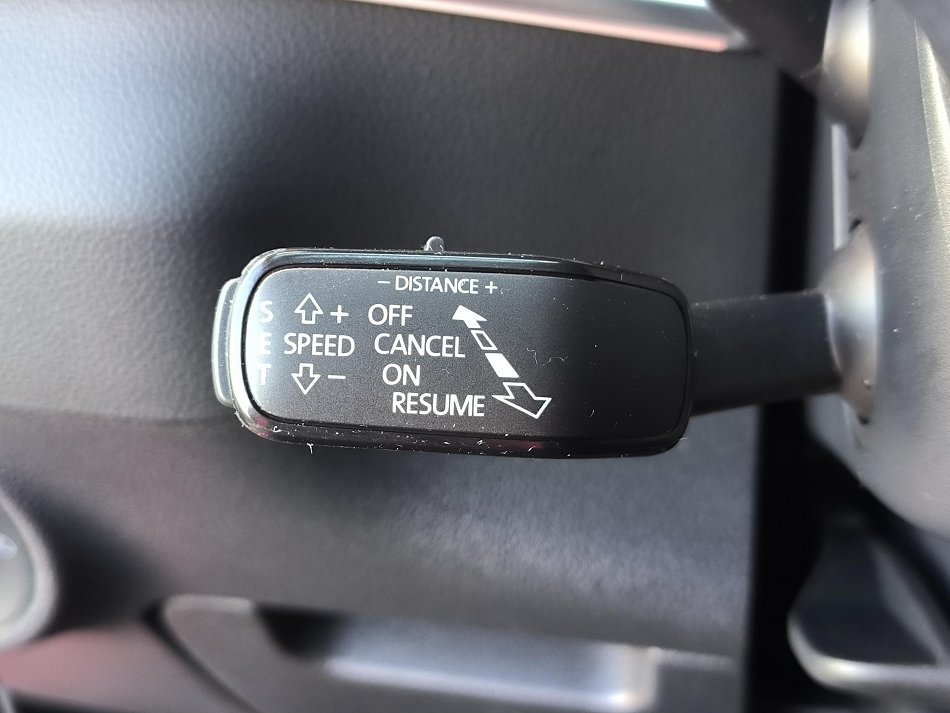 - DISTANCE +
S + OFF
E SPEED CANCEL
T - ON
RESUME